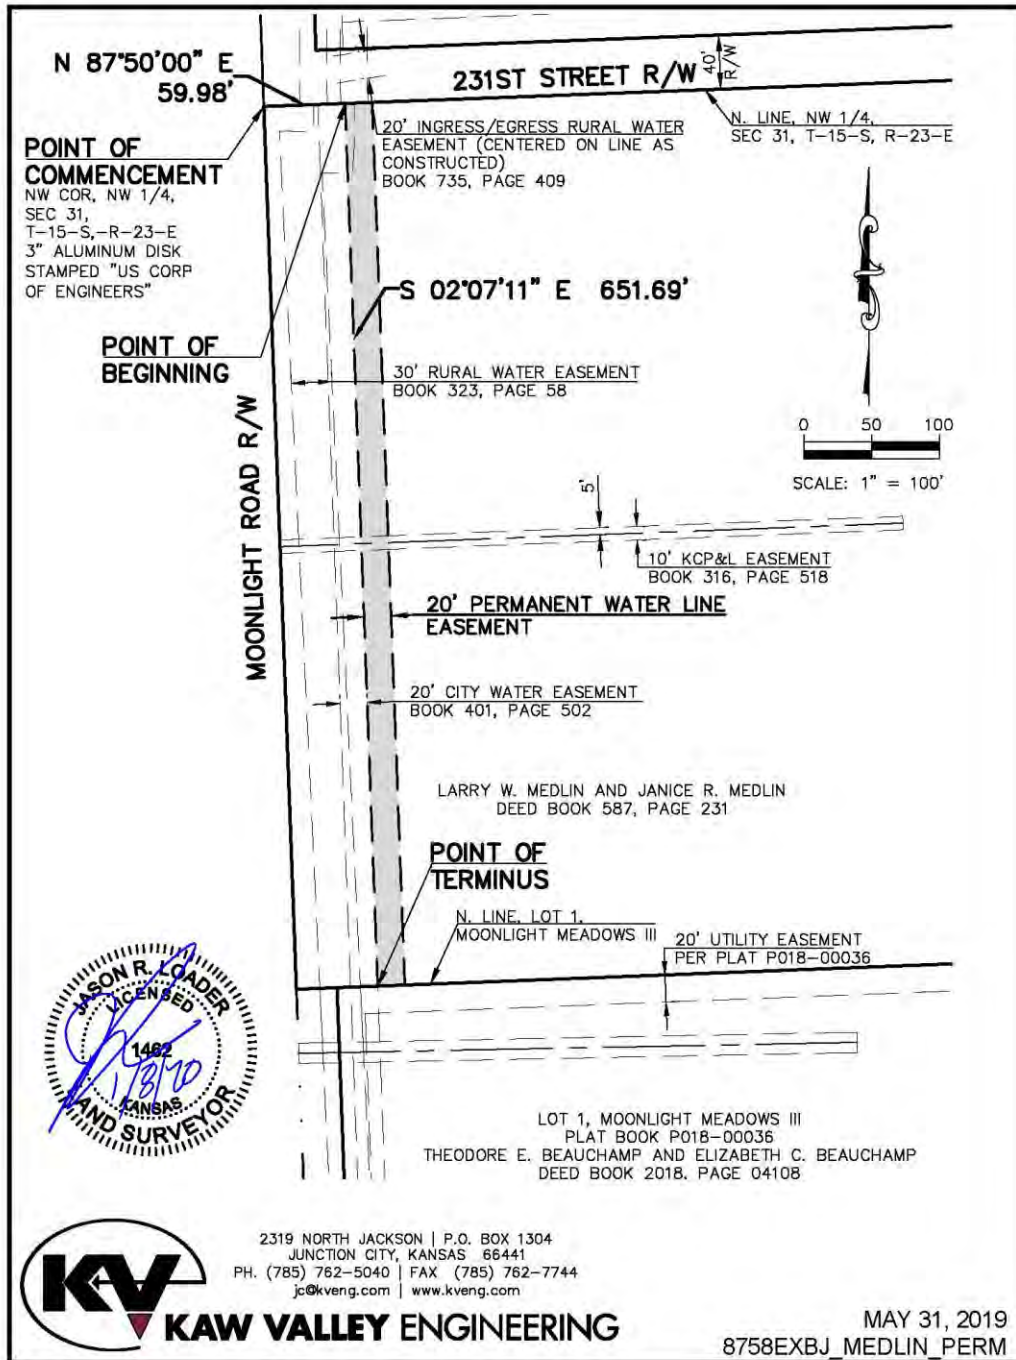 N 87°50'00" E
59.98'
231ST STREET R/W
40'
R/W
N. LINE, NW 1/4,
SEC 31, T-15-S, R-23-E
20' INGRESS/EGRESS RURAL WATER
EASEMENT (CENTERED ON LINE AS
CONSTRUCTED)
BOOK 735, PAGE 409
POINT OF
COMMENCEMENT
NW COR, NW 1/4,
SEC 31,
T-15-S,-R-23-E
3" ALUMINUM DISK
STAMPED "US CORP
OF ENGINEERS"
S 02°07'11" E 651.69'
POINT OF
BEGINNING
30' RURAL WATER EASEMENT
BOOK 323, PAGE 58
MOONLIGHT ROAD R/W
0 50 100
SCALE: 1" = 100'
5'
10' KCP&L EASEMENT
BOOK 316, PAGE 518
20' PERMANENT WATER LINE
EASEMENT
20' CITY WATER EASEMENT
BOOK 401, PAGE 502
LARRY W. MEDLIN AND JANICE R. MEDLIN
DEED BOOK 587, PAGE 231
POINT OF
TERMINUS
N. LINE, LOT 1,
MOONLIGHT MEADOWS III
20' UTILITY EASEMENT
PER PLAT P018-00036
JASON R. LOADER
LICENSED
1462
1/8/20
KANSAS
LAND SURVEYOR
LOT 1, MOONLIGHT MEADOWS III
PLAT BOOK P018-00036
THEODORE E. BEAUCHAMP AND ELIZABETH C. BEAUCHAMP
DEED BOOK 2018. PAGE 04108
2319 NORTH JACKSON | P.O. BOX 1304
JUNCTION CITY, KANSAS 66441
PH. (785) 762-5040 | FAX (785) 762-7744
jc@kveng.com | www.kveng.com
KV
KAW VALLEY ENGINEERING
MAY 31, 2019
8758EXBJ_MEDLIN_PERM